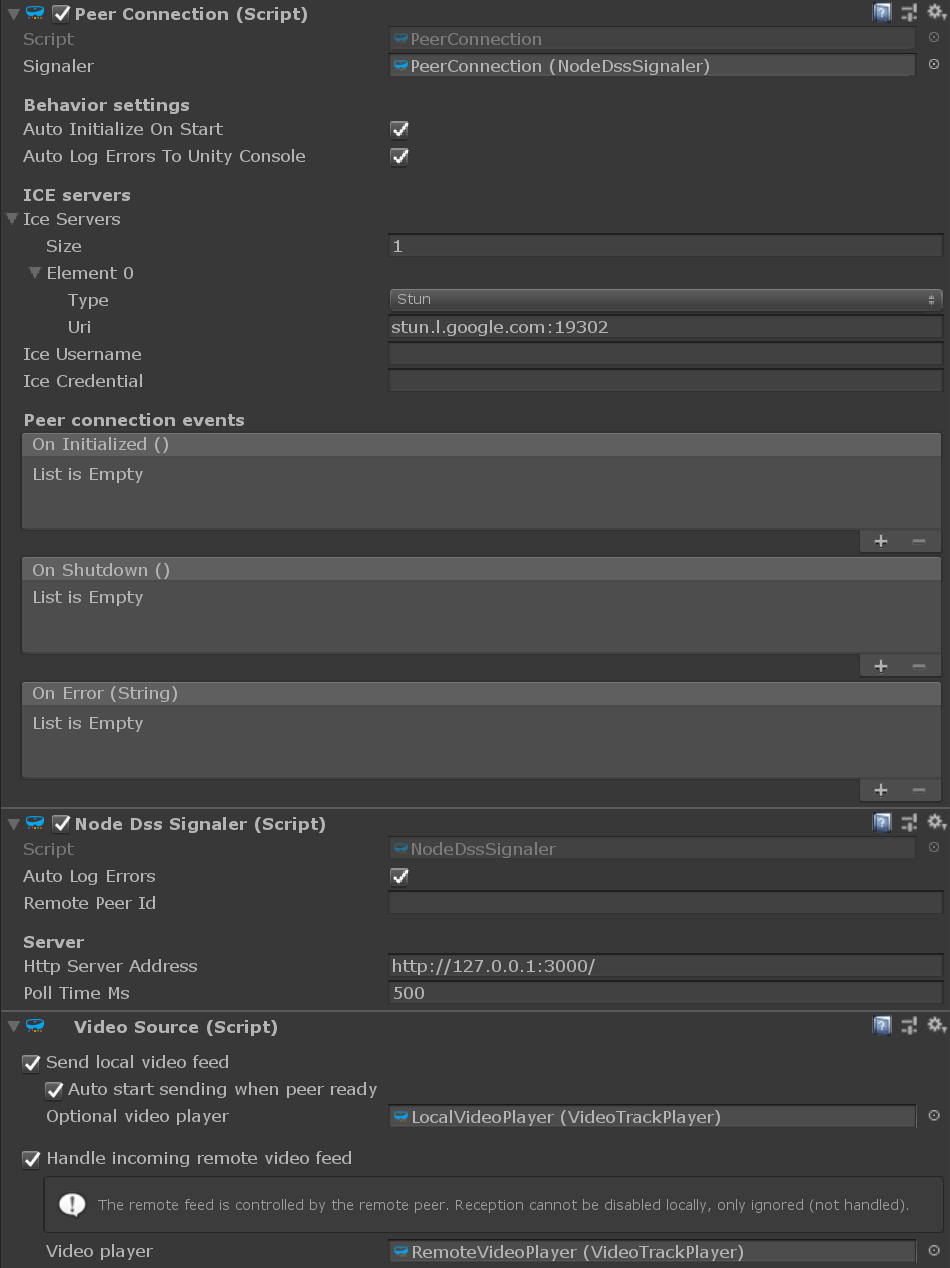 Peer Connection (Script)
Script PeerConnection
Signaler PeerConnection (NodeDssSignaler)
Behavior settings
Auto Initialize On Start
Auto Log Errors To Unity Console
ICE servers
Ice Servers
Size 1
Element 0
Type Stun
Uri stun.l.google.com:19302
Ice Username
Ice Credential
Peer connection events
On Initialized ()
List is Empty
+ −
On Shutdown ()
List is Empty
+ −
On Error (String)
List is Empty
+ −
Node Dss Signaler (Script)
Script NodeDssSignaler
Auto Log Errors
Remote Peer Id
Server
Http Server Address http://127.0.0.1:3000/
Poll Time Ms 500
Video Source (Script)
Send local video feed
Auto start sending when peer ready
Optional video player LocalVideoPlayer (VideoTrackPlayer)
Handle incoming remote video feed
The remote feed is controlled by the remote peer. Reception cannot be disabled locally, only ignored (not handled).
Video player RemoteVideoPlayer (VideoTrackPlayer)